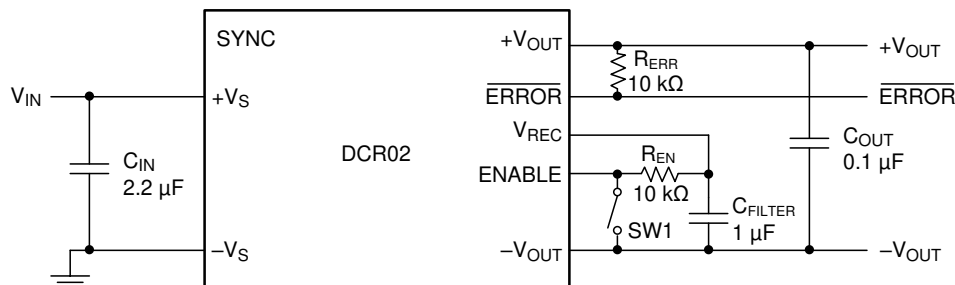 SYNC
+VOUT
+VOUT
RERR
10 kΩ
VIN
+VS
ERROR
ERROR
VREC
CIN
2.2 µF
DCR02
COUT
0.1 µF
REN
ENABLE
10 kΩ
CFILTER
1 µF
SW1
–VS
–VOUT
–VOUT